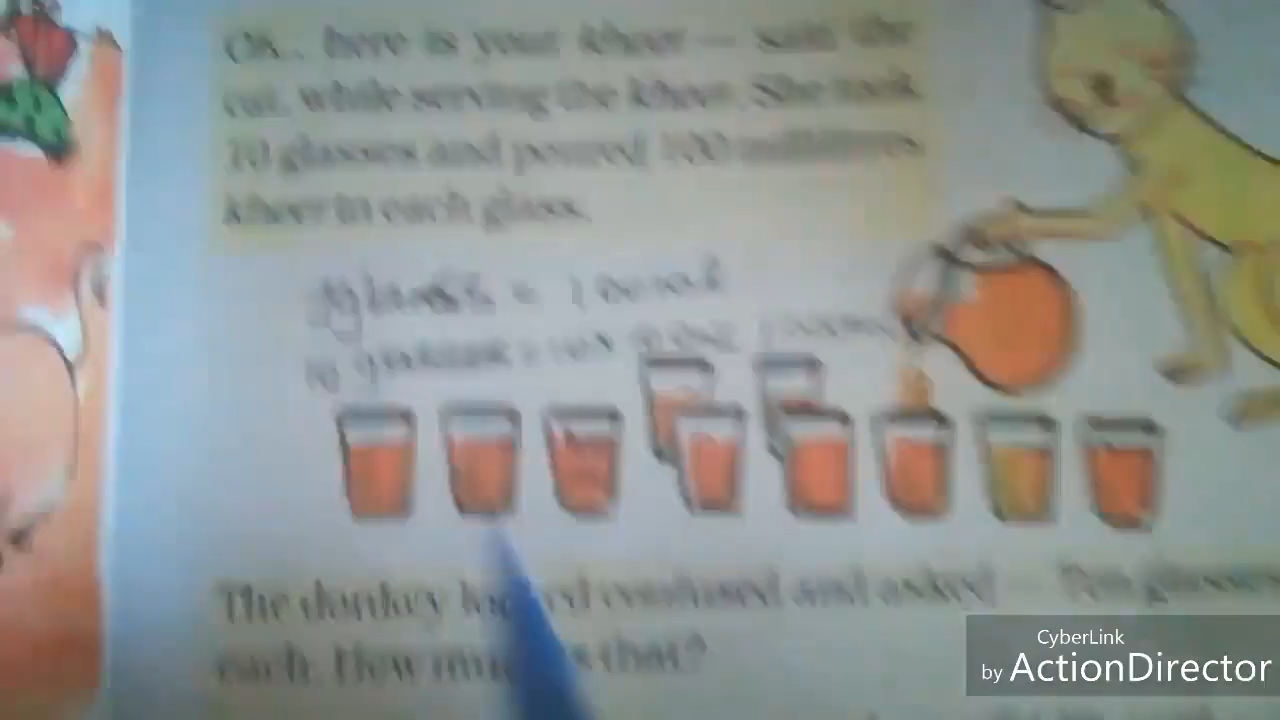 OK.. here is your kheer — said the
cat, while serving the kheer. She took
10 glasses and poured 100 millilitres
kheer in each glass.
The donkey looked confused and asked — Ten glasses
each. How much is that?
CyberLink
by ActionDirector